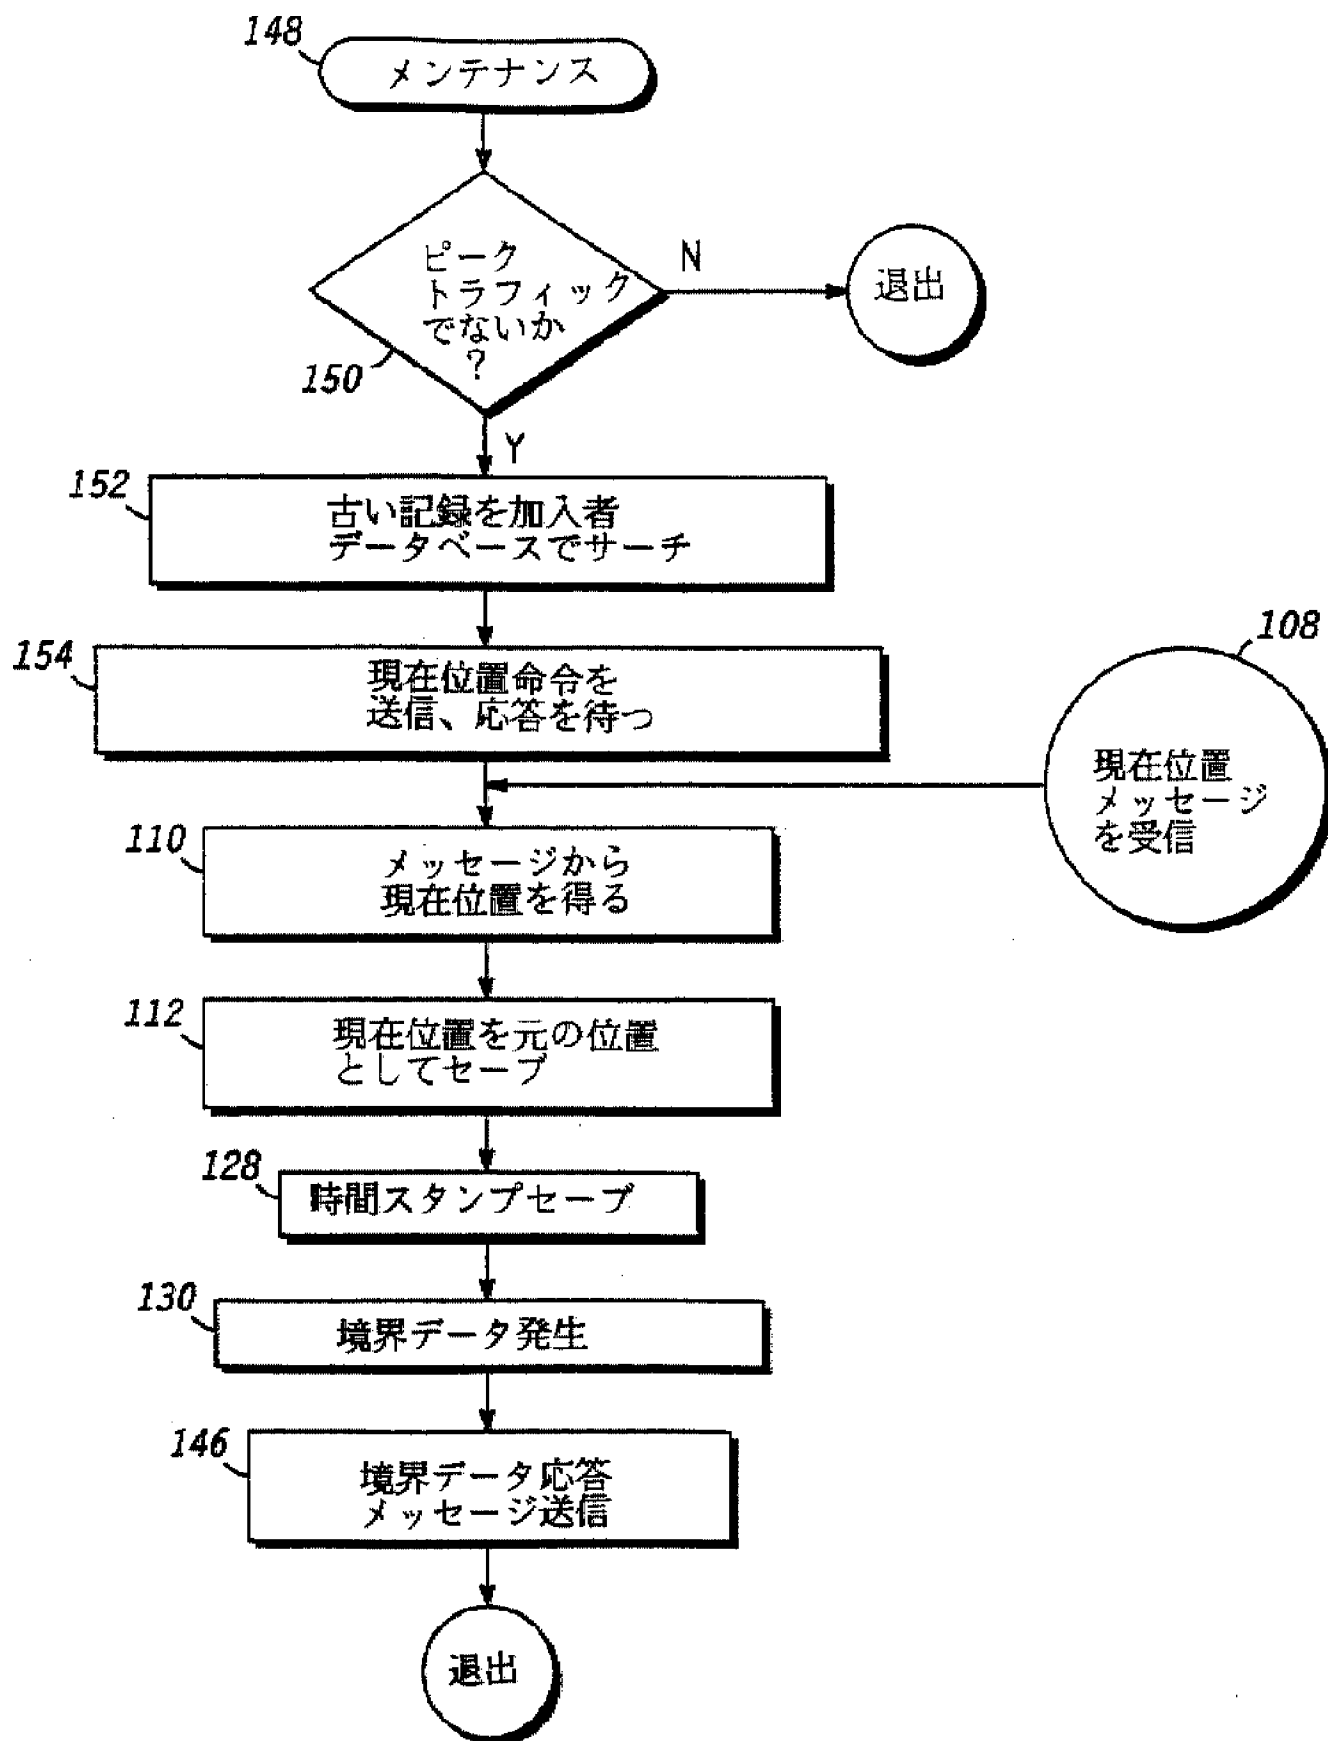 148
メンテナンス
ピーク
トラフィック
でないか
?
N
退出
150
Y
152
古い記録を加入者
データベースでサーチ
154
現在位置命令を
送信、応答を待つ
108
現在位置
メッセージ
を受信
110
メッセージから
現在位置を得る
112
現在位置を元の位置
としてセーブ
128
時間スタンプセーブ
130
境界データ発生
146
境界データ応答
メッセージ送信
退出